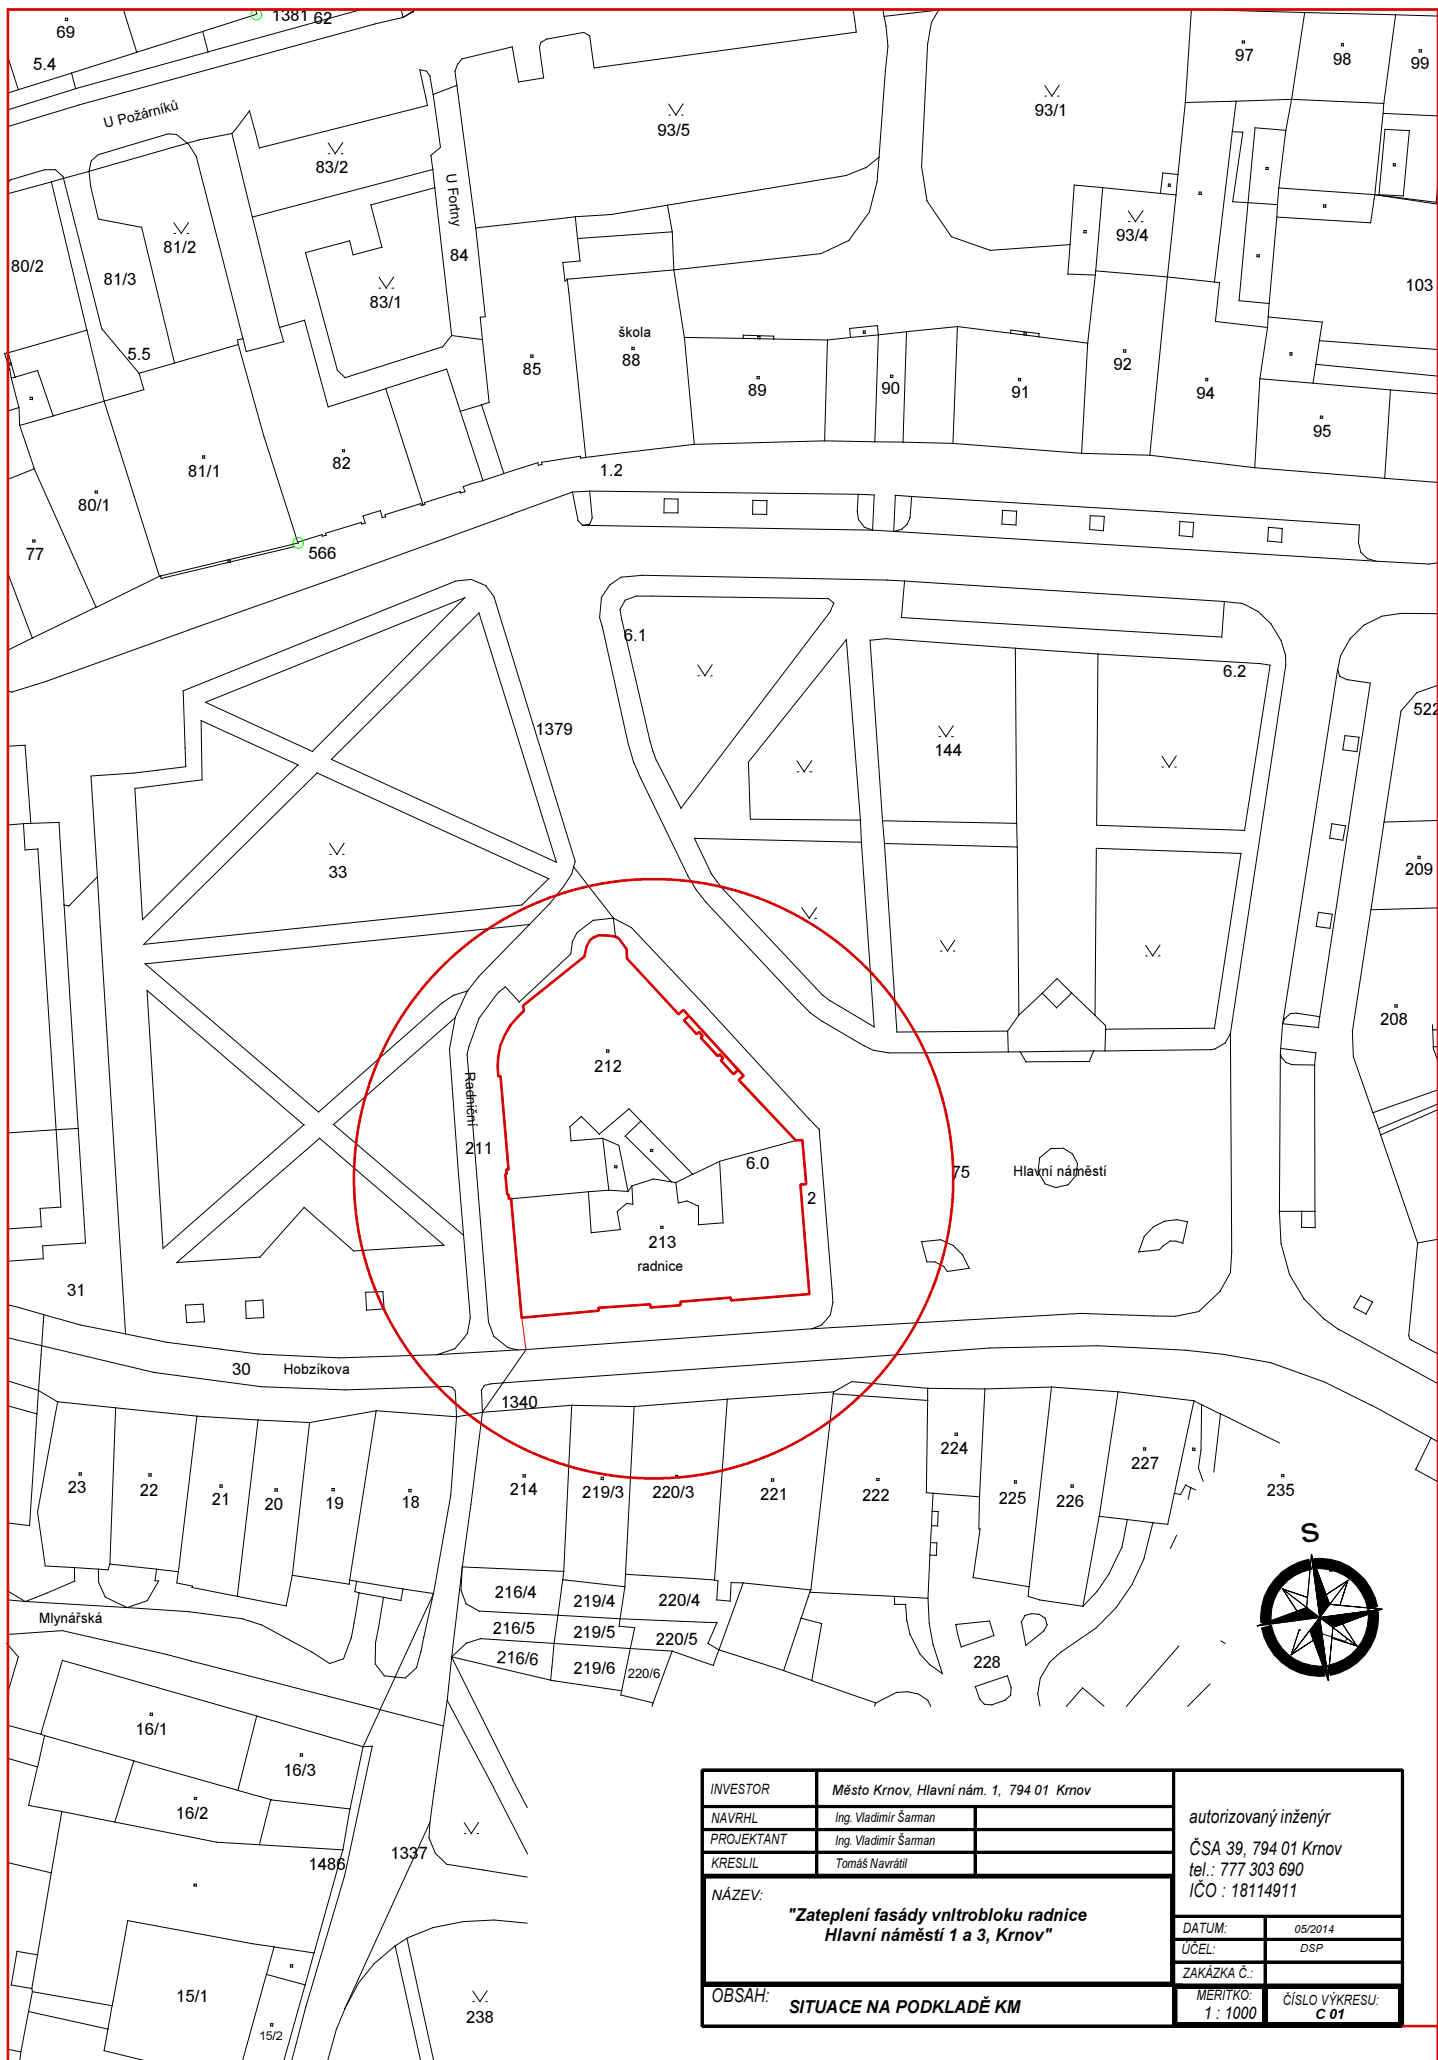 69
1381 62
5.4
U Požárníků
97
98
99
93/5
93/1
83/2
U Fortny
81/2
93/4
80/2
81/3
84
83/1
103
škola
88
5.5
85
89
90
91
92
94
95
82
81/1
1.2
80/1
77
566
6.1
6.2
1379
144
522
33
209
208
212
Radniční
211
6.0
2
75
Hlavní náměstí
213
radnice
31
30
Hobzíkova
1340
23
22
21
20
19
18
214
219/3
220/3
221
222
224
225
226
227
235
S
216/4
219/4
220/4
Mlynářská
216/5
219/5
220/5
216/6
219/6
220/6
228
16/1
16/3
16/2
1486
1337
15/1
15/2
238
INVESTOR
Město Krnov, Hlavní nám. 1, 794 01 Krnov
NAVRHL
Ing. Vladimír Šarman
PROJEKTANT
Ing. Vladimír Šarman
KRESLIL
Tomáš Navrátil
autorizovaný inženýr
ČSA 39, 794 01 Krnov
tel.: 777 303 690
IČO : 18114911
NÁZEV:
"Zateplení fasády vnitrobloku radnice
Hlavní náměstí 1 a 3, Krnov"
DATUM:
05/2014
ÚČEL:
DSP
ZAKÁZKA Č.:
OBSAH:
SITUACE NA PODKLADĚ KM
MĚŘÍTKO:
1 : 1000
ČÍSLO VÝKRESU:
C 01